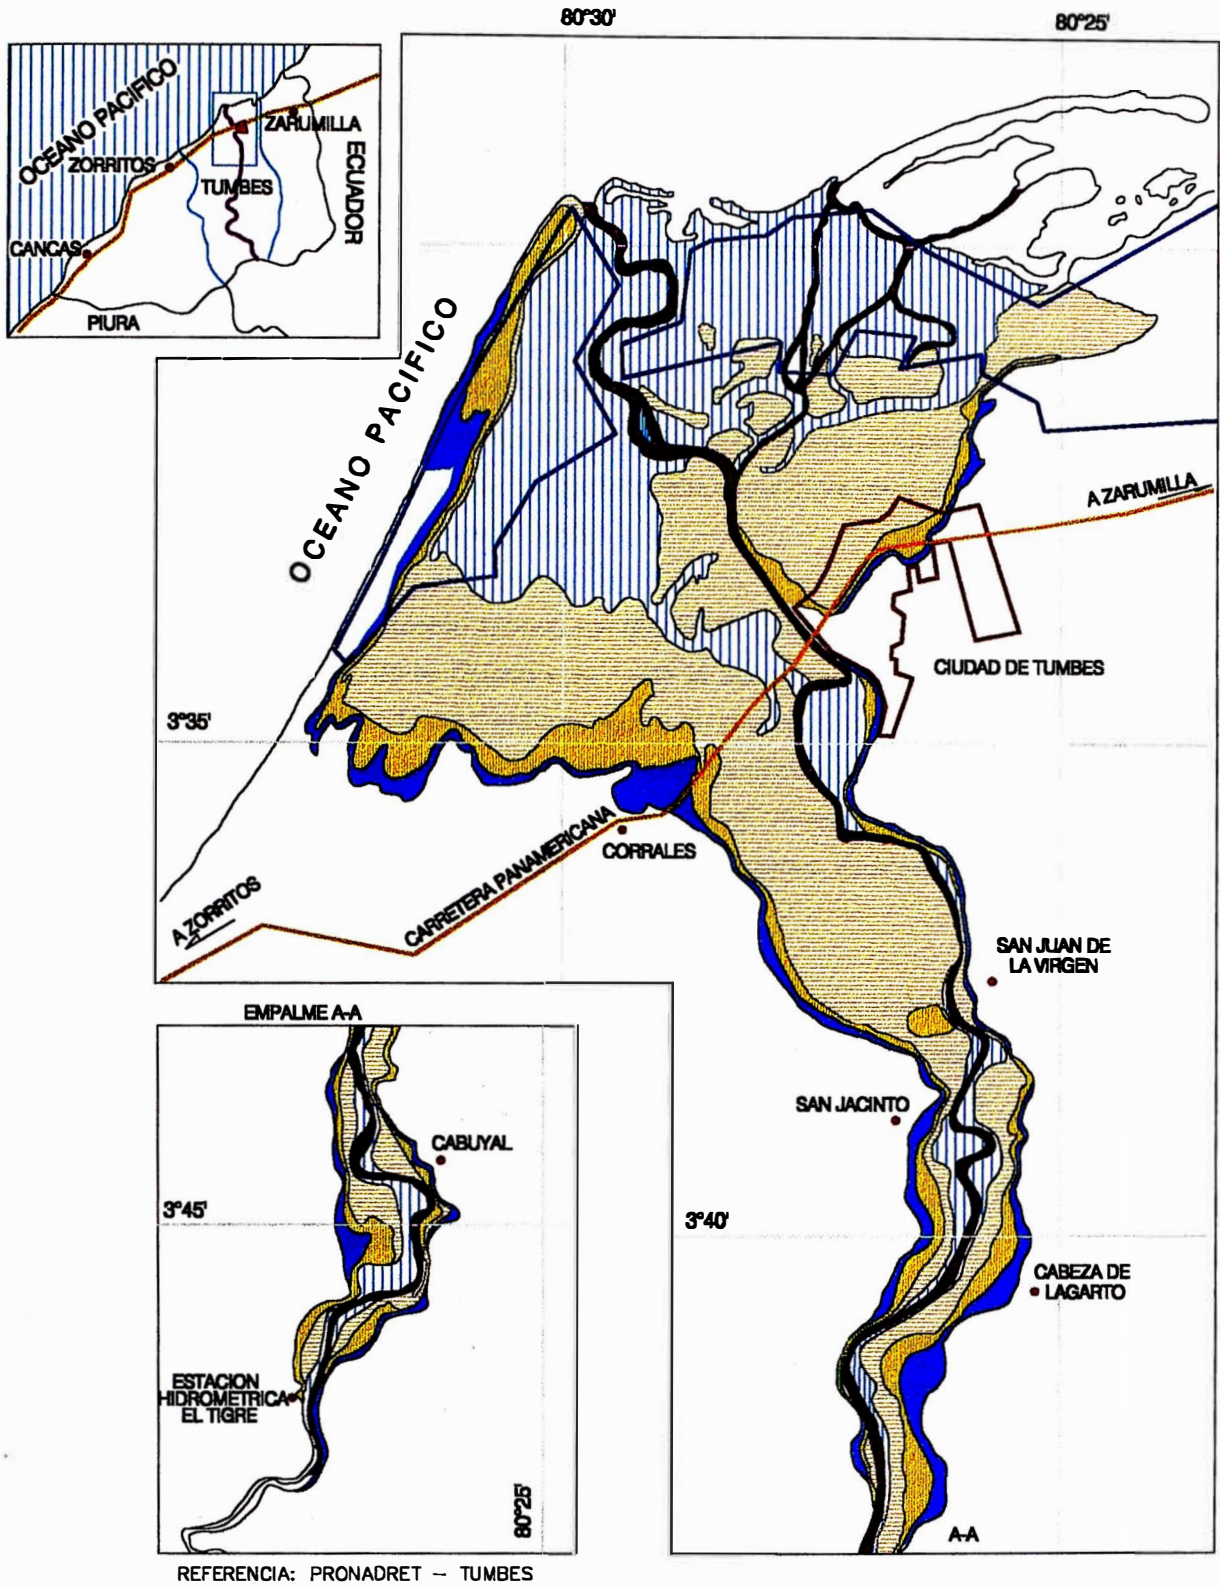 80°30'
80°25'
OCEANO PACIFICO
ZARUMILLA
ZORRITOS
TUMBES
ECUADOR
CANCAS
PIURA
OCEANO PACIFICO
A ZARUMILLA
CIUDAD DE TUMBES
3°35'
CARRETERA PANAMERICANA
CORRALES
A ZORRITOS
SAN JUAN DE
LA VIRGEN
EMPALME A-A
SAN JACINTO
CABUYAL
3°45'
3°40'
CABEZA DE
LAGARTO
ESTACION
HIDROMETRICA
EL TIGRE
80°25'
A-A
REFERENCIA: PRONADRET – TUMBES